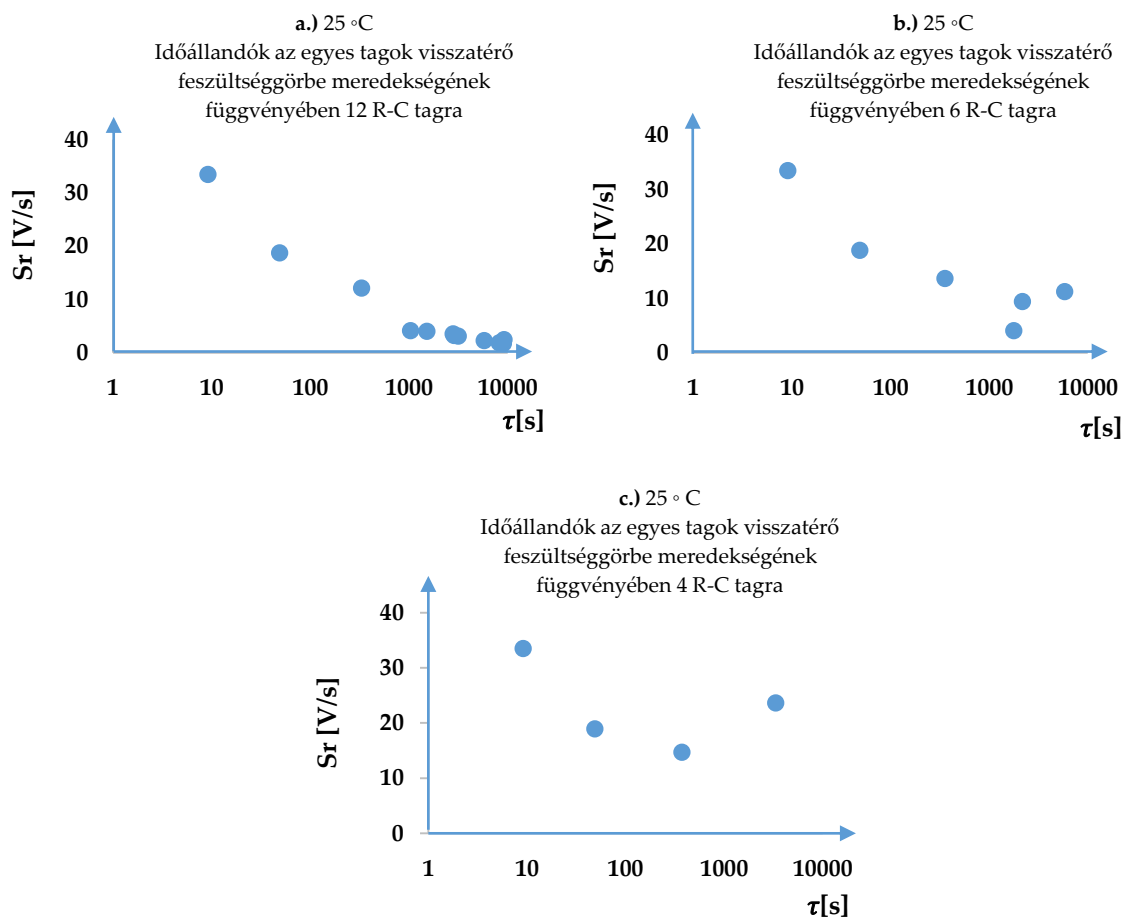 a.) 25 ◦C
Időállandók az egyes tagok visszatérő
feszültséggörbe meredekségének
függvényében 12 R-C tagra
40
30
20
10
0
Sr [V/s]
1 10 100 1000 10000
τ[s]
b.) 25 ◦C
Időállandók az egyes tagok visszatérő
feszültséggörbe meredekségének
függvényében 6 R-C tagra
40
30
20
10
0
Sr [V/s]
1 10 100 1000 10000
τ[s]
c.) 25 ◦ C
Időállandók az egyes tagok visszatérő
feszültséggörbe meredekségének
függvényében 4 R-C tagra
40
30
20
10
0
Sr [V/s]
1 10 100 1000 10000
τ[s]